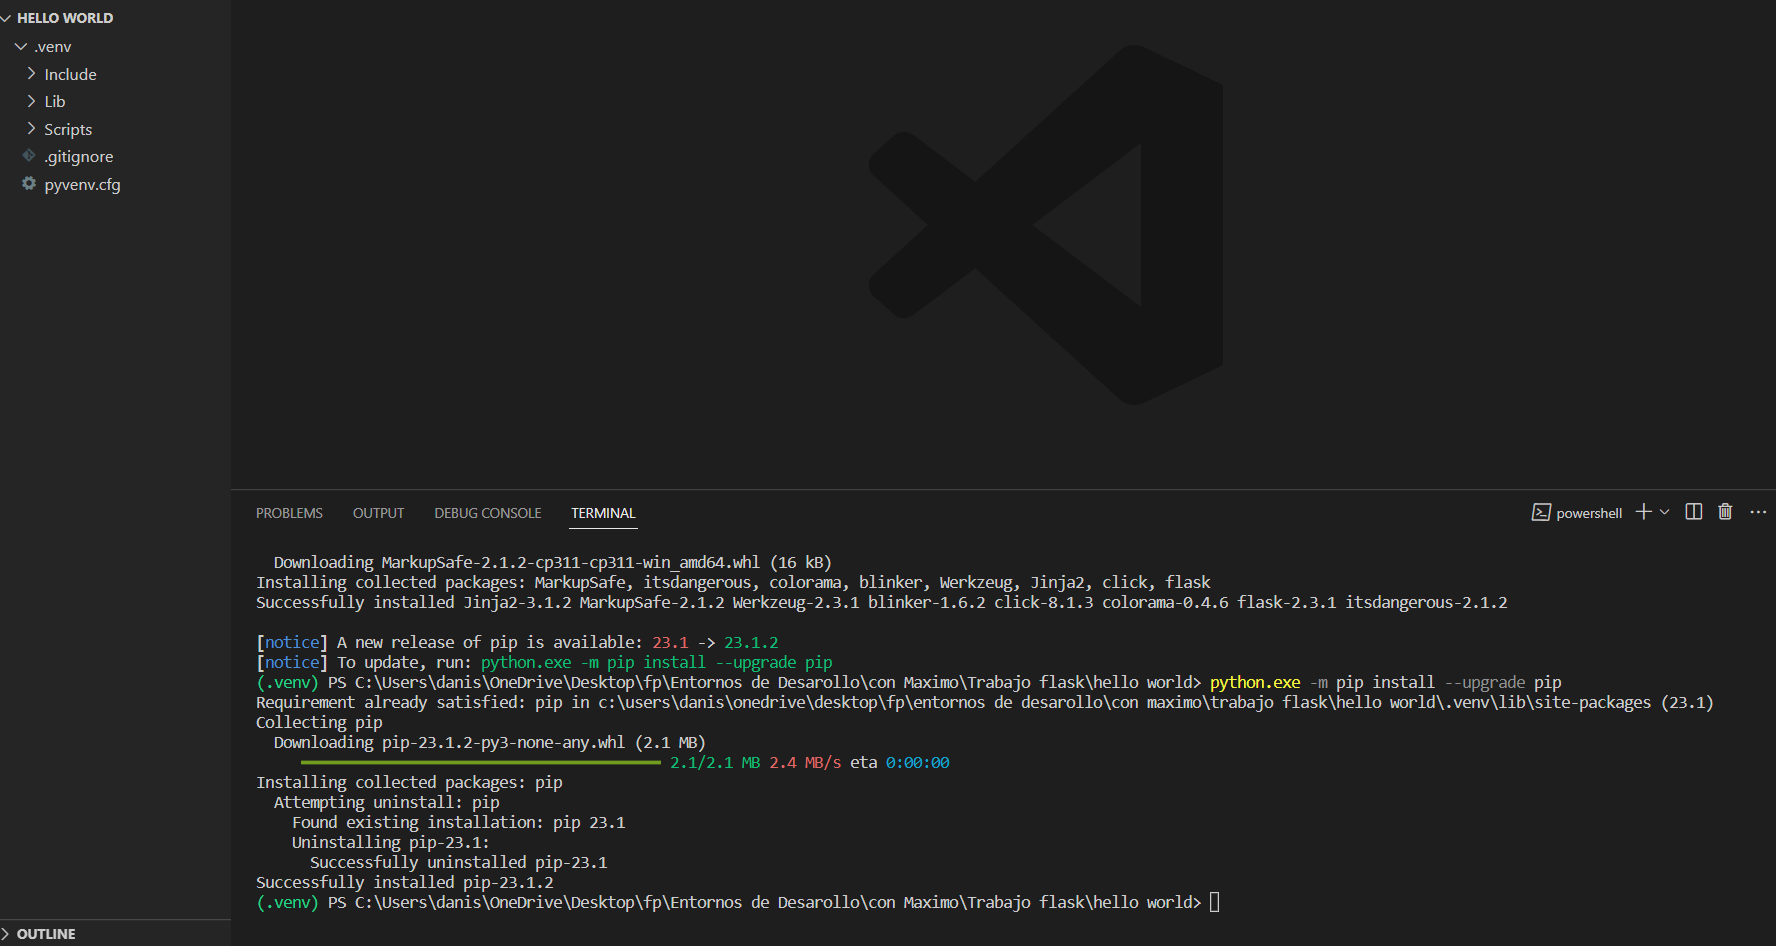 HELLO WORLD
.venv
Include
Lib
Scripts
.gitignore
pyvenv.cfg
OUTLINE
PROBLEMS OUTPUT DEBUG CONSOLE TERMINAL powershell
Downloading MarkupSafe-2.1.2-cp311-cp311-win_amd64.whl (16 kB)
Installing collected packages: MarkupSafe, itsdangerous, colorama, blinker, Werkzeug, Jinja2, click, flask
Successfully installed Jinja2-3.1.2 MarkupSafe-2.1.2 Werkzeug-2.3.1 blinker-1.6.2 click-8.1.3 colorama-0.4.6 flask-2.3.1 itsdangerous-2.1.2
[notice] A new release of pip is available: 23.1 -> 23.1.2
[notice] To update, run: python.exe -m pip install --upgrade pip
(.venv) PS C:\Users\danis\OneDrive\Desktop\fp\Entornos de Desarollo\con Maximo\Trabajo flask\hello world> python.exe -m pip install --upgrade pip
Requirement already satisfied: pip in c:\users\danis\onedrive\desktop\fp\entornos de desarollo\con maximo\trabajo flask\hello world\.venv\lib\site-packages (23.1)
Collecting pip
Downloading pip-23.1.2-py3-none-any.whl (2.1 MB)
2.1/2.1 MB 2.4 MB/s eta 0:00:00
Installing collected packages: pip
Attempting uninstall: pip
Found existing installation: pip 23.1
Uninstalling pip-23.1:
Successfully uninstalled pip-23.1
Successfully installed pip-23.1.2
(.venv) PS C:\Users\danis\OneDrive\Desktop\fp\Entornos de Desarollo\con Maximo\Trabajo flask\hello world>